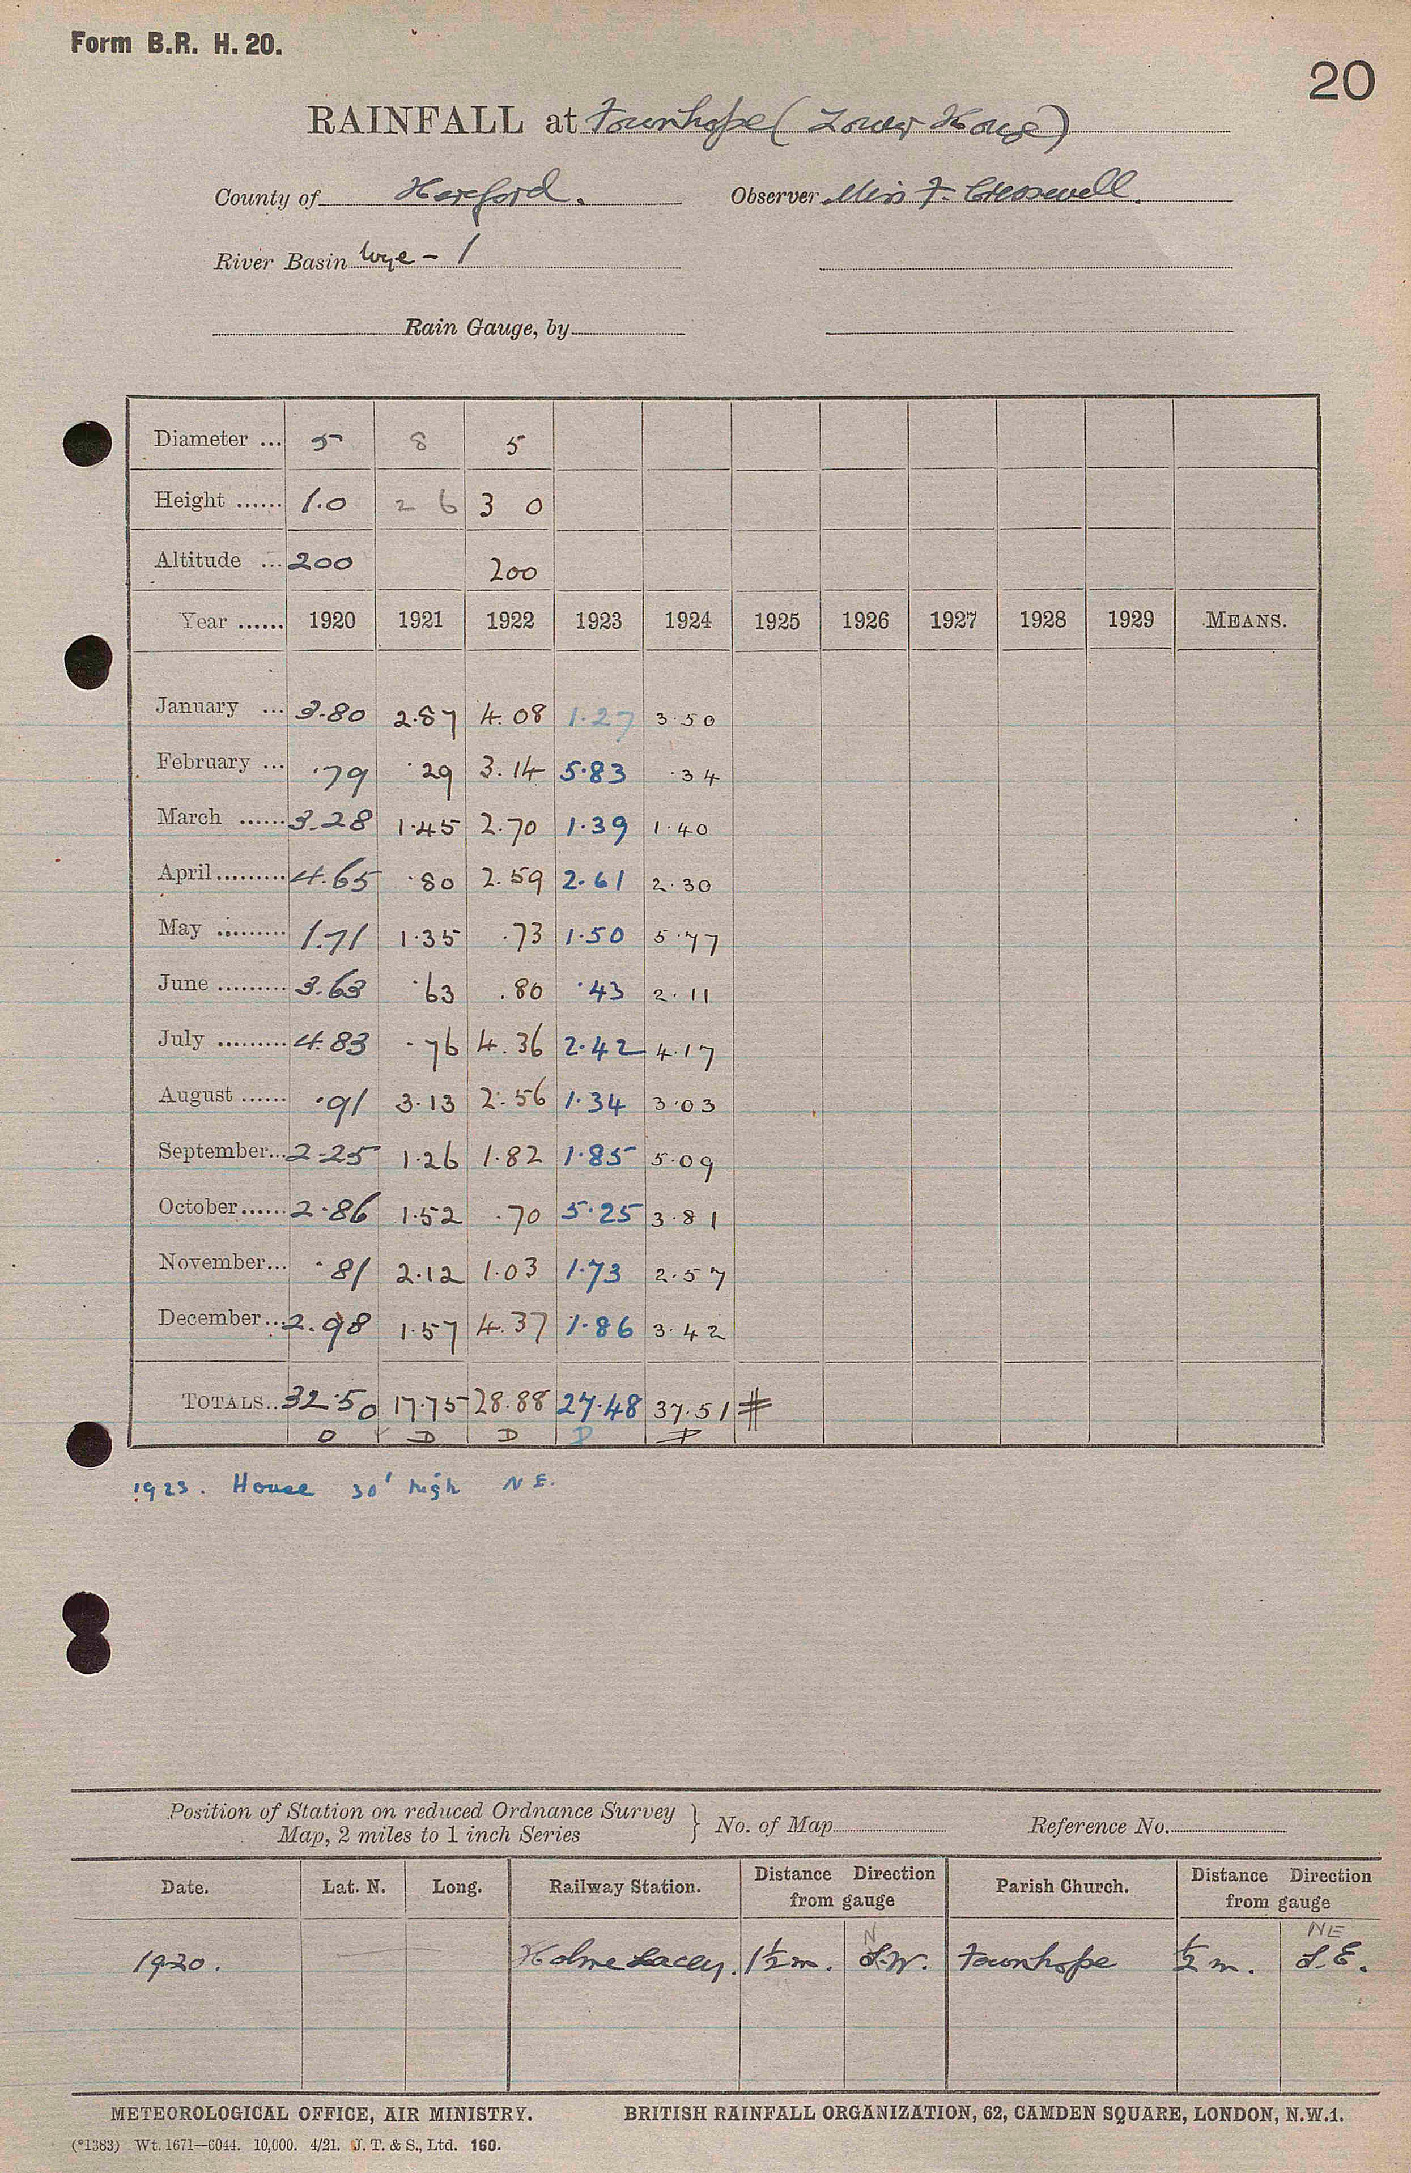 Form B.R. H. 20.
20
RAINFALL at Fownhope (Lower House)
County of Hereford. Observer Miss F. Cresswell.
River Basin Wye - 1
Rain Gauge, by
Diameter ... 5 8 5
Height ...... 1.0 2 6 3 0
Altitude ... 200 200
Year ...... 1920 1921 1922 1923 1924 1925 1926 1927 1928 1929 MEANS.
January ... 3.80 2.87 4.08 1.27 3.50
February ... .79 .29 3.14 5.83 .34
March ...... 3.28 1.45 2.70 1.39 1.40
April ......... 4.65 .80 2.59 2.61 2.30
May ......... 1.71 1.35 .73 1.50 5.77
June ......... 3.63 .63 .80 .43 2.11
July ......... 4.83 .76 4.36 2.42 4.17
August ...... .91 3.13 2.56 1.34 3.03
September... 2.25 1.26 1.82 1.85 5.09
October...... 2.86 1.52 .70 5.25 3.81
November... .81 2.12 1.03 1.73 2.57
December... 2.98 1.57 4.37 1.86 3.42
TOTALS.. 32.50 17.75 28.88 27.48 37.51 #
D D D D D
1923. House 30' high NE.
Position of Station on reduced Ordnance Survey
Map, 2 miles to 1 inch Series } No. of Map Reference No.
Date. Lat. N. Long. Railway Station. Distance Direction from gauge Parish Church. Distance Direction from gauge
N NE
1920. Holme Lacey. 1½ m. S.W. Fownhope ½ m. S.E.
METEOROLOGICAL OFFICE, AIR MINISTRY. BRITISH RAINFALL ORGANIZATION, 62, CAMDEN SQUARE, LONDON, N.W.1.
(*1383) Wt. 1671—6044. 10,000. 4/21. J. T. & S., Ltd. 160.